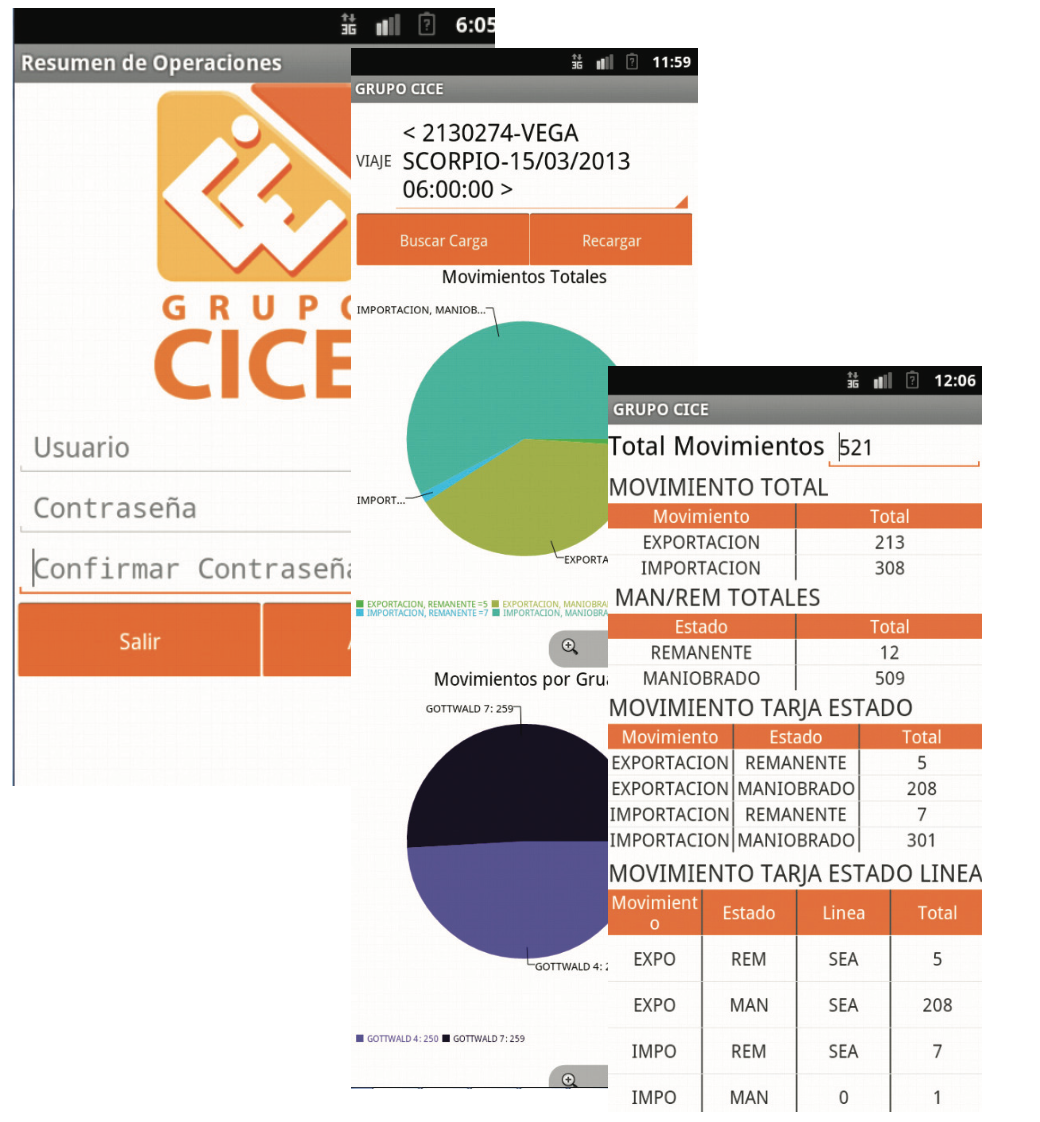 3G ? 6:05
Resumen de Operaciones
GRUPO
CICE
Usuario
Contraseña
Confirmar Contraseña
Salir
3G ? 11:59
GRUPO CICE
VIAJE
< 2130274-VEGA
SCORPIO-15/03/2013
06:00:00 >
Buscar Carga Recargar
Movimientos Totales
IMPORTACION, MANIOB...
IMPORT...
EXPORTA
EXPORTACION, REMANENTE =5 EXPORTACION, MANIOBRA
IMPORTACION, REMANENTE =7 IMPORTACION, MANIOBRA
Movimientos por Grua
GOTTWALD 7: 259
GOTTWALD 4: 2
GOTTWALD 4: 250 GOTTWALD 7: 259
3G ? 12:06
GRUPO CICE
Total Movimientos 521
MOVIMIENTO TOTAL
Movimiento Total
EXPORTACION 213
IMPORTACION 308
MAN/REM TOTALES
Estado Total
REMANENTE 12
MANIOBRADO 509
MOVIMIENTO TARJA ESTADO
Movimiento Estado Total
EXPORTACION REMANENTE 5
EXPORTACION MANIOBRADO 208
IMPORTACION REMANENTE 7
IMPORTACION MANIOBRADO 301
MOVIMIENTO TARJA ESTADO LINEA
Movimient
o Estado Linea Total
EXPO REM SEA 5
EXPO MAN SEA 208
IMPO REM SEA 7
IMPO MAN 0 1